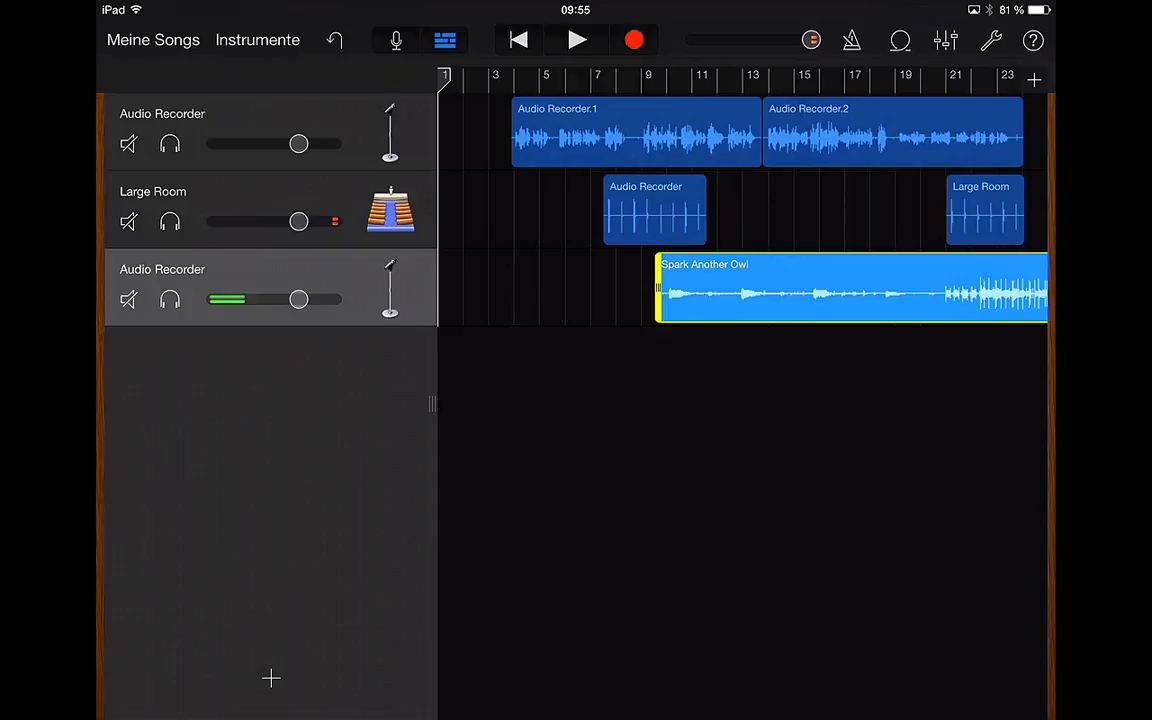 iPad 09:55 81 %
Meine Songs Instrumente
1 3 5 7 9 11 13 15 17 19 21 23
Audio Recorder
Audio Recorder.1 Audio Recorder.2
Large Room
Audio Recorder Large Room
Audio Recorder
Spark Another Owl